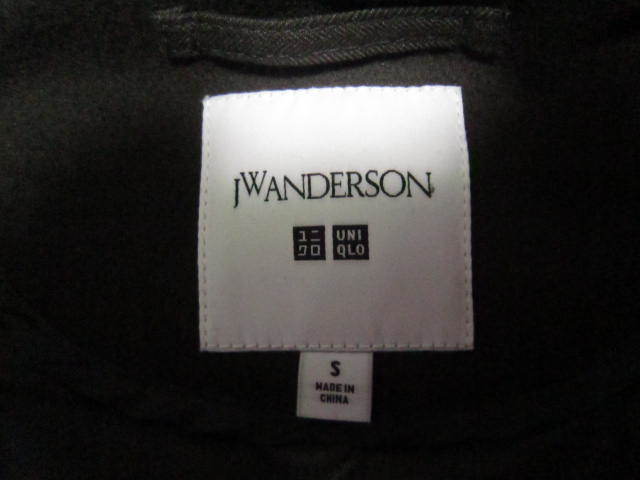 JWANDERSON
ユニ UNI
クロ QLO
S
MADE IN
CHINA